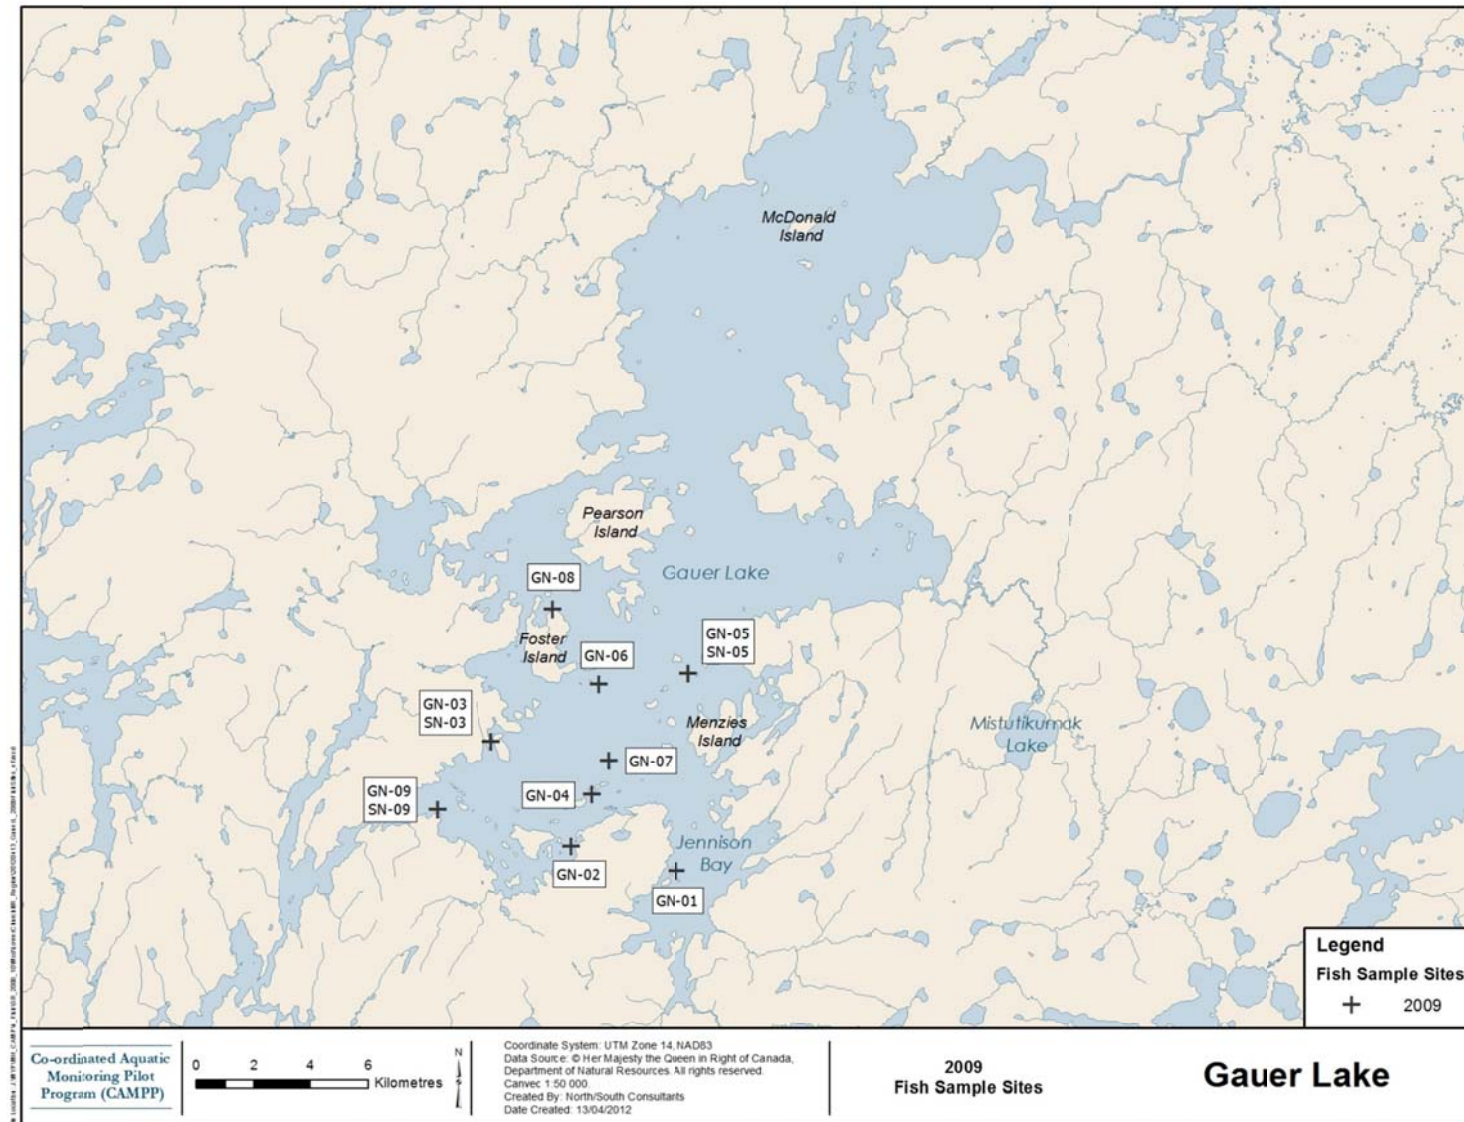 McDonald
Island
Pearson
Island
Gauer Lake
GN-08
Foster
Island
GN-06
GN-05
SN-05
GN-03
SN-03
Menzies
Island
Mistutikumak
Lake
GN-07
GN-09
SN-09
GN-04
Jennison
Bay
GN-02
GN-01
Legend
Fish Sample Sites
2009
Co-ordinated Aquatic
Monitoring Pilot
Program (CAMPP)
0 2 4 6
Kilometres
N
Coordinate System: UTM Zone 14, NAD83
Data Source: © Her Majesty the Queen in Right of Canada,
Department of Natural Resources. All rights reserved.
Canvec 1:50 000.
Created By: North/South Consultants
Date Created: 13/04/2012
2009
Fish Sample Sites
Gauer Lake